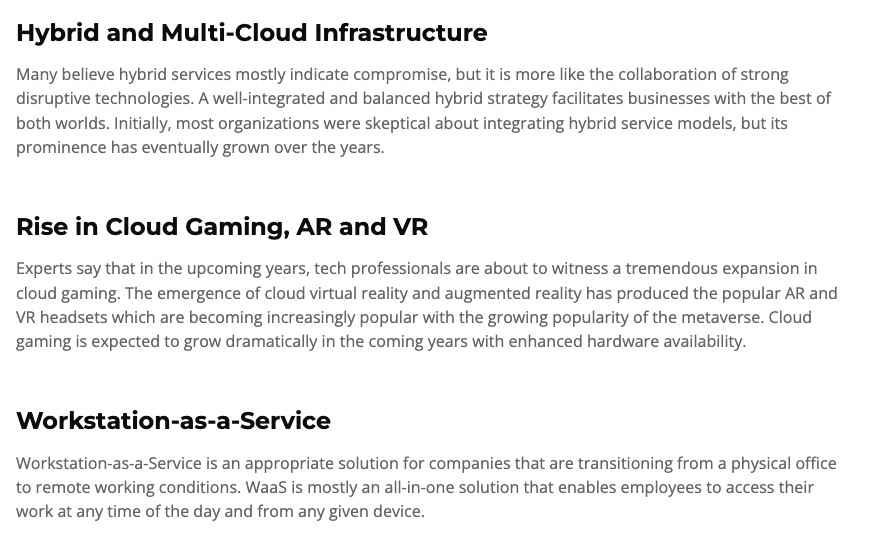 Hybrid and Multi-Cloud Infrastructure
Many believe hybrid services mostly indicate compromise, but it is more like the collaboration of strong
disruptive technologies. A well-integrated and balanced hybrid strategy facilitates businesses with the best of
both worlds. Initially, most organizations were skeptical about integrating hybrid service models, but its
prominence has eventually grown over the years.
Rise in Cloud Gaming, AR and VR
Experts say that in the upcoming years, tech professionals are about to witness a tremendous expansion in
cloud gaming. The emergence of cloud virtual reality and augmented reality has produced the popular AR and
VR headsets which are becoming increasingly popular with the growing popularity of the metaverse. Cloud
gaming is expected to grow dramatically in the coming years with enhanced hardware availability.
Workstation-as-a-Service
Workstation-as-a-Service is an appropriate solution for companies that are transitioning from a physical office
to remote working conditions. WaaS is mostly an all-in-one solution that enables employees to access their
work at any time of the day and from any given device.